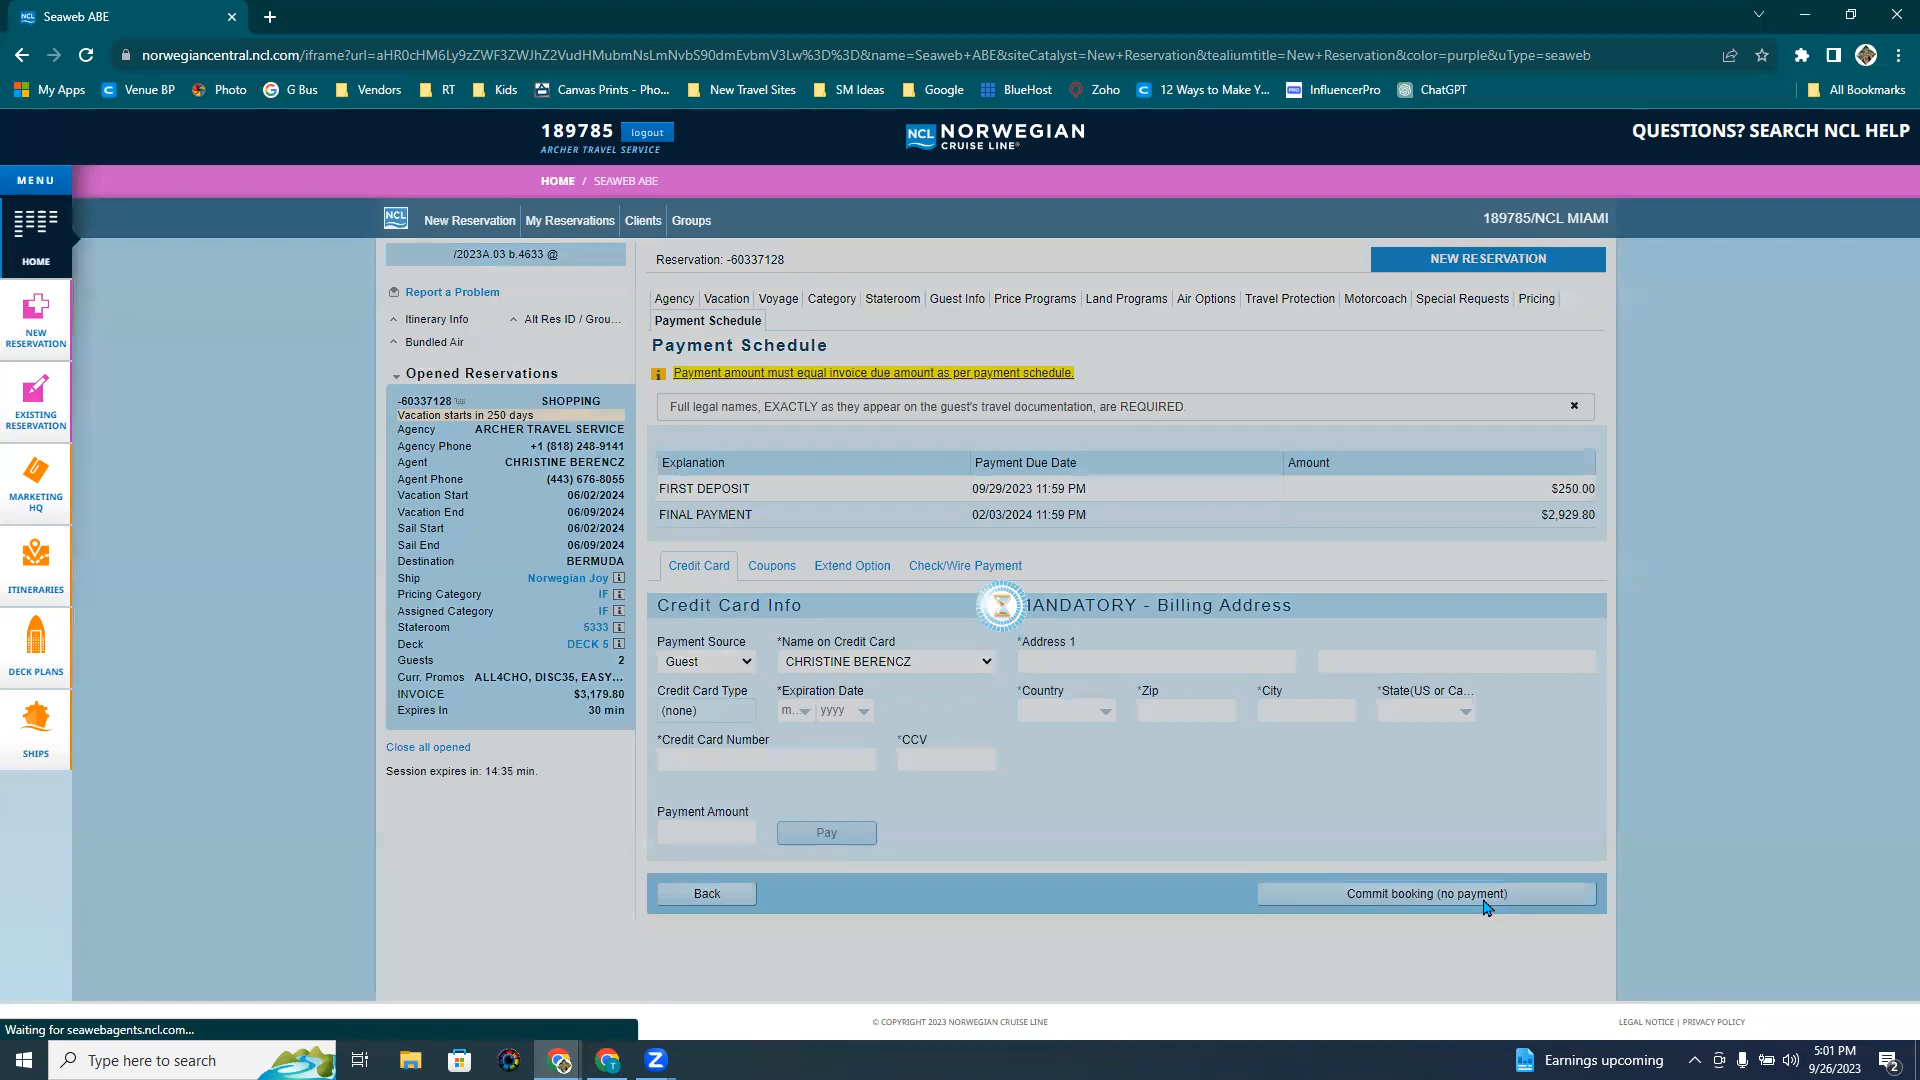 Seaweb ABE
norwegiancentral.ncl.com/iframe?url=aHR0cHM6Ly9zZWF3ZWJhZ2VudHMubmNsLmNvbS90dmEvbmV3Lw%3D%3D&name=Seaweb+ABE&siteCatalyst=New+Reservation&tealiumtitle=New+Reservation&color=purple&uType=seaweb
My Apps Venue BP Photo G Bus Vendors RT Kids Canvas Prints - Pho... New Travel Sites SM Ideas Google BlueHost Zoho 12 Ways to Make Y... InfluencerPro ChatGPT All Bookmarks
189785 logout
ARCHER TRAVEL SERVICE
NCL NORWEGIAN
CRUISE LINE®
QUESTIONS? SEARCH NCL HELP
MENU
HOME / SEAWEB ABE
HOME
NEW
RESERVATION
EXISTING
RESERVATION
MARKETING
HQ
ITINERARIES
DECK PLANS
SHIPS
NCL New Reservation My Reservations Clients Groups
189785/NCL MIAMI
/2023A.03 b.4633 @
Report a Problem
Itinerary Info Alt Res ID / Grou...
Bundled Air
Opened Reservations
-60337128 SHOPPING
Vacation starts in 250 days
Agency ARCHER TRAVEL SERVICE
Agency Phone +1 (818) 248-9141
Agent CHRISTINE BERENCZ
Agent Phone (443) 676-8055
Vacation Start 06/02/2024
Vacation End 06/09/2024
Sail Start 06/02/2024
Sail End 06/09/2024
Destination BERMUDA
Ship Norwegian Joy
Pricing Category IF
Assigned Category IF
Stateroom 5333
Deck DECK 5
Guests 2
Curr. Promos ALL4CHO, DISC35, EASY...
INVOICE $3,179.80
Expires In 30 min
Close all opened
Session expires in: 14:35 min.
Reservation: -60337128
NEW RESERVATION
Agency Vacation Voyage Category Stateroom Guest Info Price Programs Land Programs Air Options Travel Protection Motorcoach Special Requests Pricing
Payment Schedule
Payment Schedule
Payment amount must equal invoice due amount as per payment schedule.
Full legal names, EXACTLY as they appear on the guest's travel documentation, are REQUIRED.
Explanation Payment Due Date Amount
FIRST DEPOSIT 09/29/2023 11:59 PM $250.00
FINAL PAYMENT 02/03/2024 11:59 PM $2,929.80
Credit Card Coupons Extend Option Check/Wire Payment
Credit Card Info MANDATORY - Billing Address
Payment Source *Name on Credit Card *Address 1
Guest CHRISTINE BERENCZ
Credit Card Type *Expiration Date *Country *Zip *City *State(US or Ca...
(none) m... yyyy
*Credit Card Number *CCV
Payment Amount
Pay
Back Commit booking (no payment)
© COPYRIGHT 2023 NORWEGIAN CRUISE LINE
LEGAL NOTICE | PRIVACY POLICY
Waiting for seawebagents.ncl.com...
Type here to search
Earnings upcoming
5:01 PM
9/26/2023
2